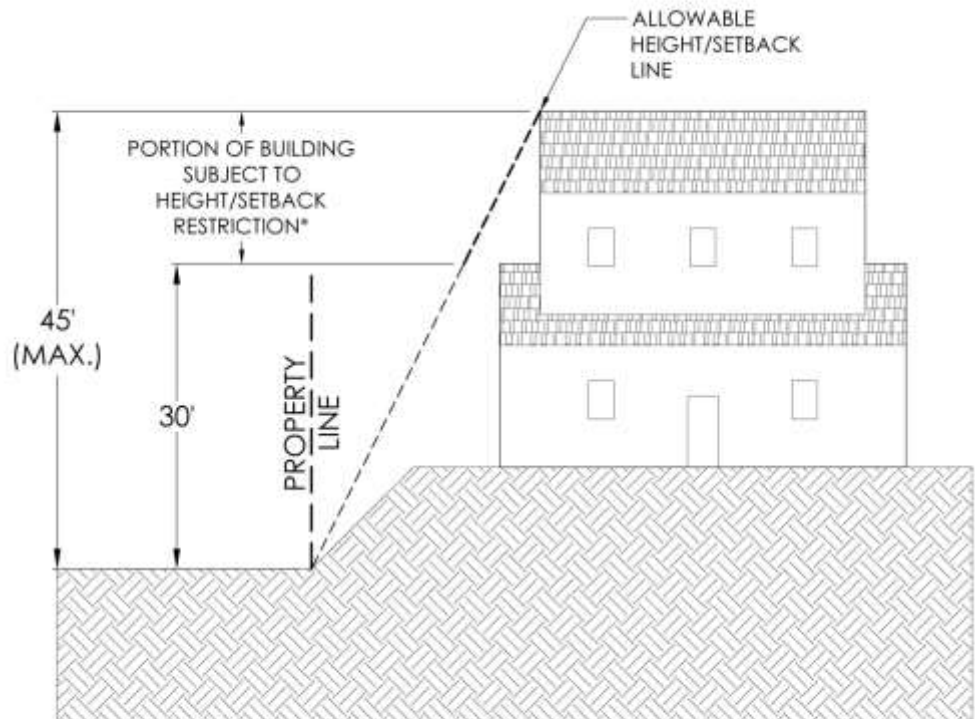 ALLOWABLE
HEIGHT/SETBACK
LINE
PORTION OF BUILDING
SUBJECT TO
HEIGHT/SETBACK
RESTRICTION*
45'
(MAX.)
30'
PROPERTY
LINE